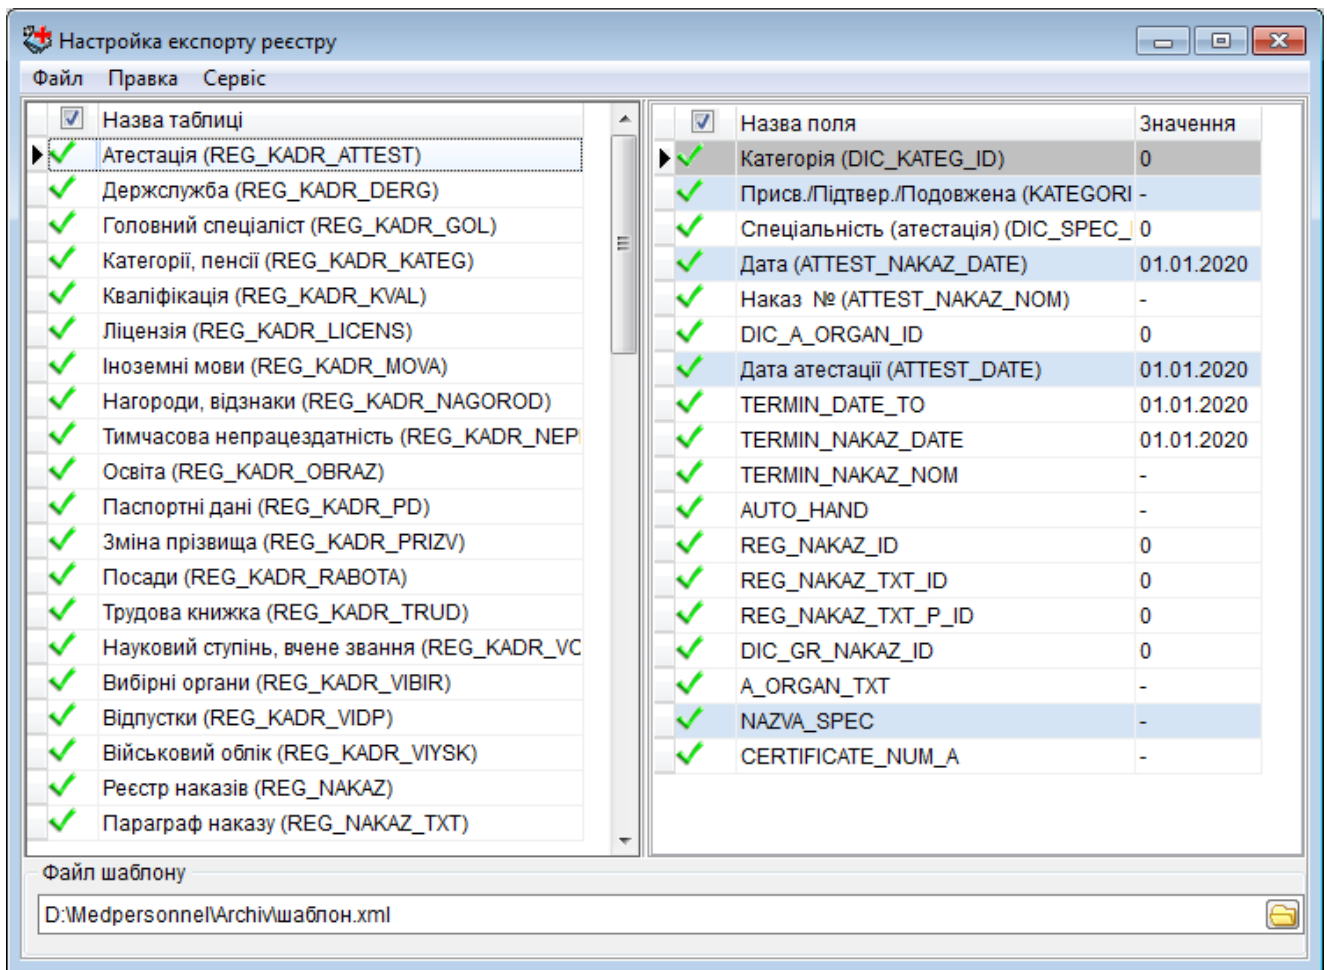 Настройка експорту реєстру
Файл Правка Сервіс
Назва таблиці
Атестація (REG_KADR_ATTEST)
Держслужба (REG_KADR_DERG)
Головний спеціаліст (REG_KADR_GOL)
Категорії, пенсії (REG_KADR_KATEG)
Кваліфікація (REG_KADR_KVAL)
Ліцензія (REG_KADR_LICENS)
Іноземні мови (REG_KADR_MOVA)
Нагороди, відзнаки (REG_KADR_NAGOROD)
Тимчасова непрацездатність (REG_KADR_NEP
Освіта (REG_KADR_OBRAZ)
Паспортні дані (REG_KADR_PD)
Зміна прізвища (REG_KADR_PRIZV)
Посади (REG_KADR_RABOTA)
Трудова книжка (REG_KADR_TRUD)
Науковий ступінь, вчене звання (REG_KADR_VC
Вибірні органи (REG_KADR_VIBIR)
Відпустки (REG_KADR_VIDP)
Військовий облік (REG_KADR_VIYSK)
Реєстр наказів (REG_NAKAZ)
Параграф наказу (REG_NAKAZ_TXT)
Назва поля Значення
Категорія (DIC_KATEG_ID) 0
Присв./Підтвер./Подовжена (KATEGORI -
Спеціальність (атестація) (DIC_SPEC_ 0
Дата (ATTEST_NAKAZ_DATE) 01.01.2020
Наказ № (ATTEST_NAKAZ_NOM) -
DIC_A_ORGAN_ID 0
Дата атестації (ATTEST_DATE) 01.01.2020
TERMIN_DATE_TO 01.01.2020
TERMIN_NAKAZ_DATE 01.01.2020
TERMIN_NAKAZ_NOM -
AUTO_HAND -
REG_NAKAZ_ID 0
REG_NAKAZ_TXT_ID 0
REG_NAKAZ_TXT_P_ID 0
DIC_GR_NAKAZ_ID 0
A_ORGAN_TXT -
NAZVA_SPEC -
CERTIFICATE_NUM_A -
Файл шаблону
D:\Medpersonnel\Archiv\шаблон.xml